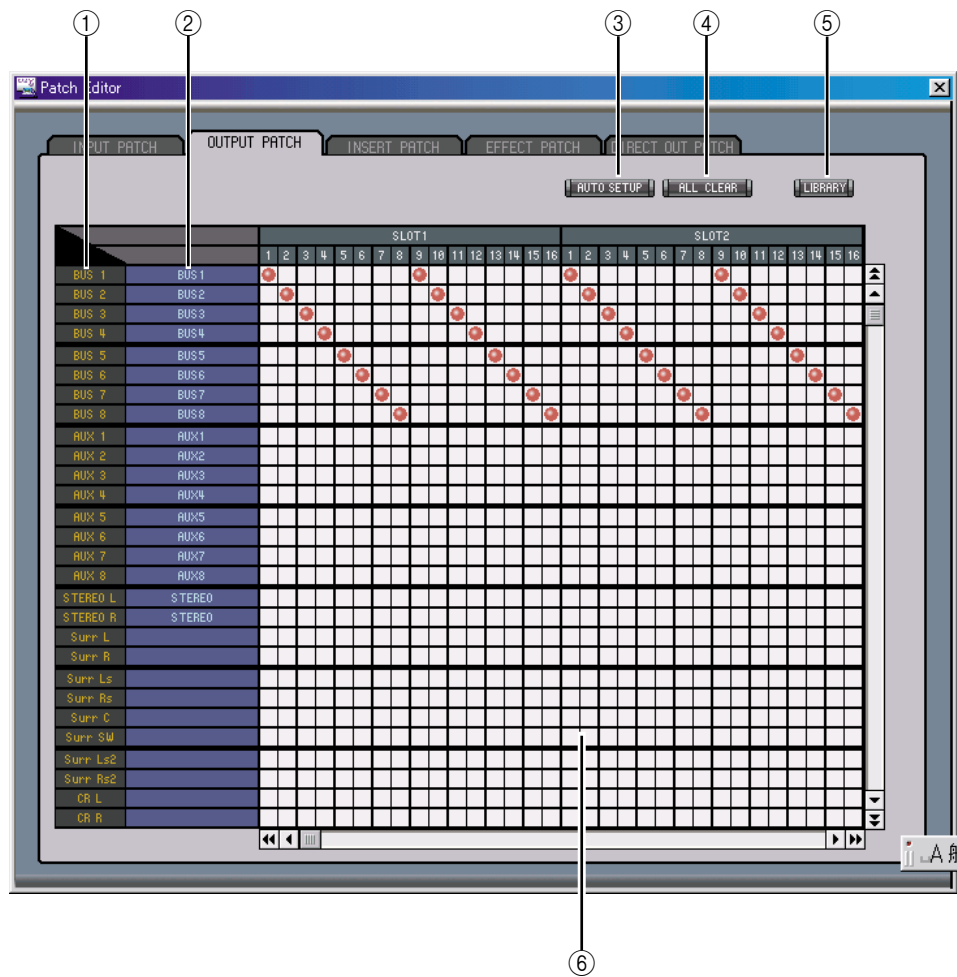 ① ② ③ ④ ⑤
Patch Editor
INPUT PATCH OUTPUT PATCH INSERT PATCH EFFECT PATCH DIRECT OUT PATCH
AUTO SETUP ALL CLEAR LIBRARY
SLOT1 SLOT2
1 2 3 4 5 6 7 8 9 10 11 12 13 14 15 16 1 2 3 4 5 6 7 8 9 10 11 12 13 14 15 16
BUS 1 BUS1
BUS 2 BUS2
BUS 3 BUS3
BUS 4 BUS4
BUS 5 BUS5
BUS 6 BUS6
BUS 7 BUS7
BUS 8 BUS8
AUX 1 AUX1
AUX 2 AUX2
AUX 3 AUX3
AUX 4 AUX4
AUX 5 AUX5
AUX 6 AUX6
AUX 7 AUX7
AUX 8 AUX8
STEREO L STEREO
STEREO R STEREO
Surr L
Surr R
Surr Ls
Surr Rs
Surr C
Surr SW
Surr Ls2
Surr Rs2
CR L
CR R
A
⑥